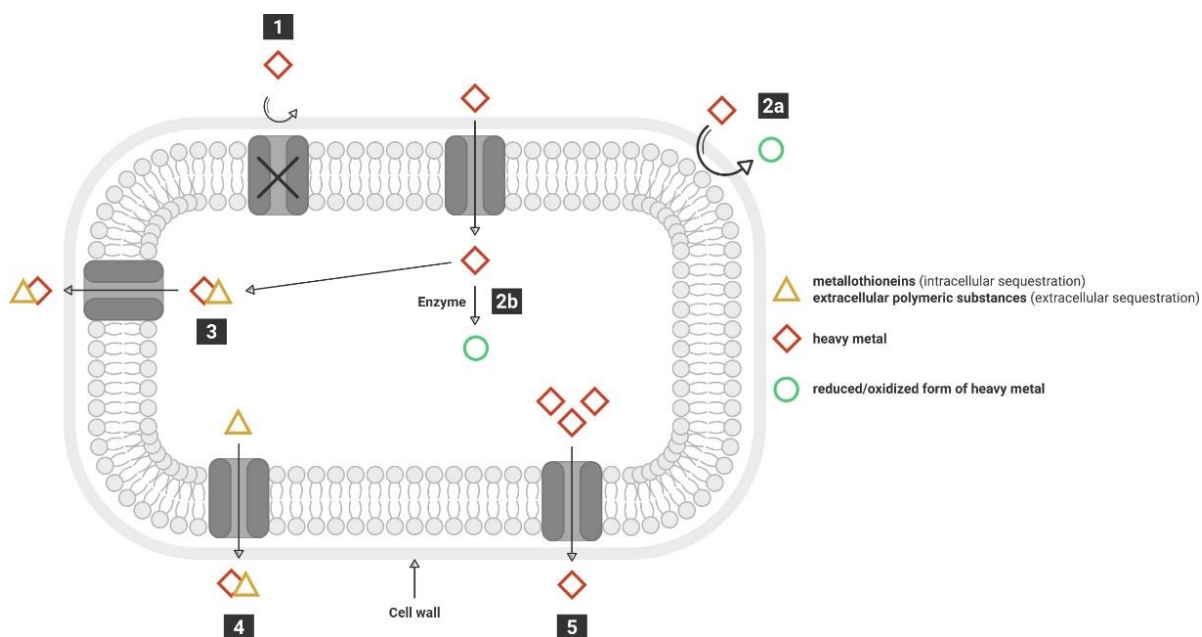 1
2a
metallothioneins (intracellular sequestration)
extracellular polymeric substances (extracellular sequestration)
Enzyme
2b
3
heavy metal
reduced/oxidized form of heavy metal
Cell wall
4
5